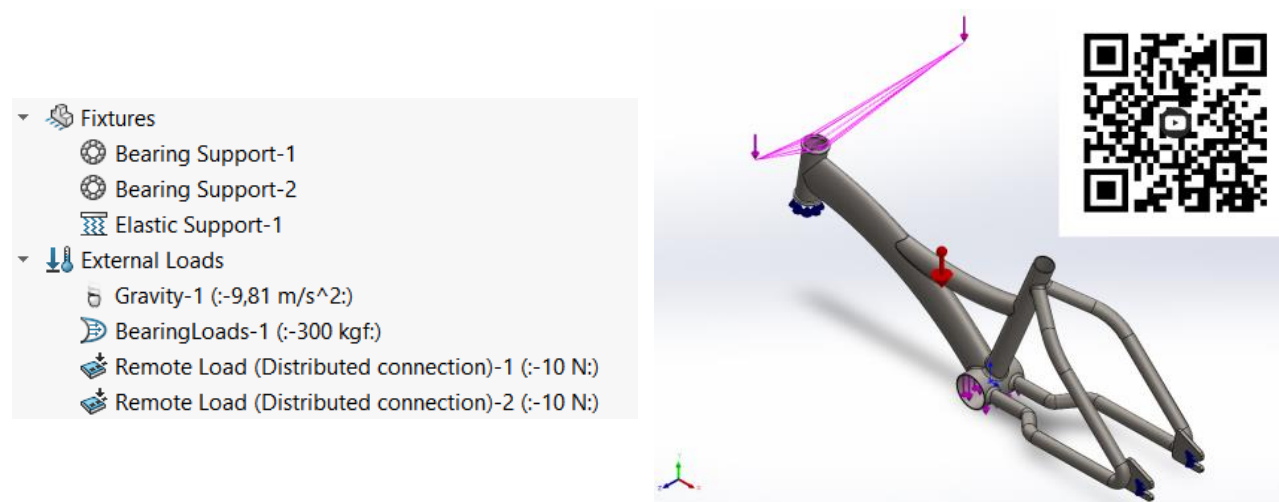 Fixtures
Bearing Support-1
Bearing Support-2
Elastic Support-1
External Loads
Gravity-1 (:-9,81 m/s^2:)
BearingLoads-1 (:-300 kgf:)
Remote Load (Distributed connection)-1 (:-10 N:)
Remote Load (Distributed connection)-2 (:-10 N:)